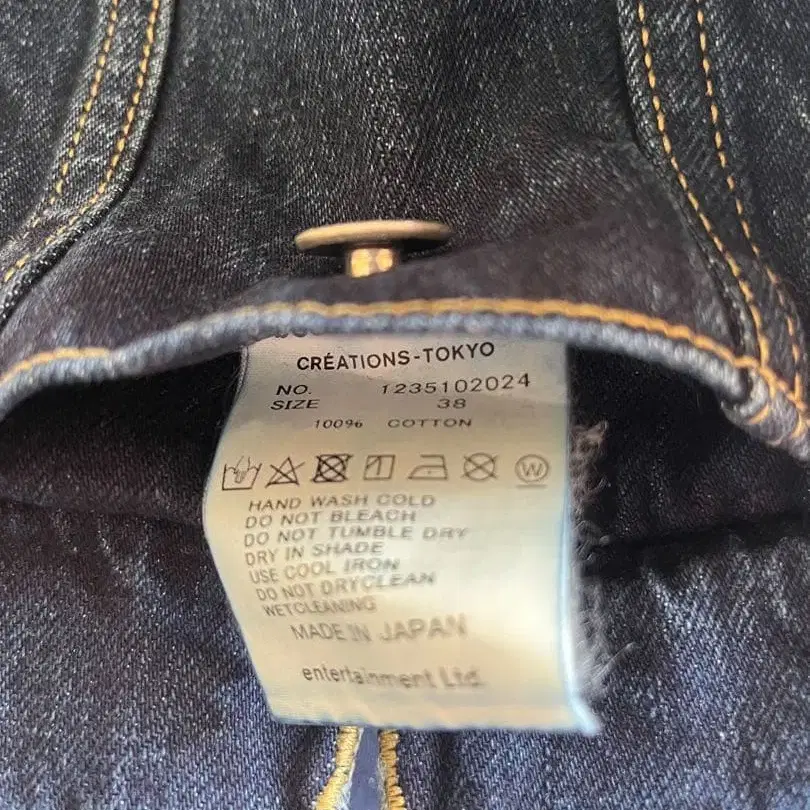 CRÉATIONS-TOKYO
NO. 1235102024
SIZE 38
100% COTTON
W
HAND WASH COLD
DO NOT BLEACH
DO NOT TUMBLE DRY
DRY IN SHADE
USE COOL IRON
DO NOT DRYCLEAN
WETCLEANING
MADE IN JAPAN
entertainment Ltd.